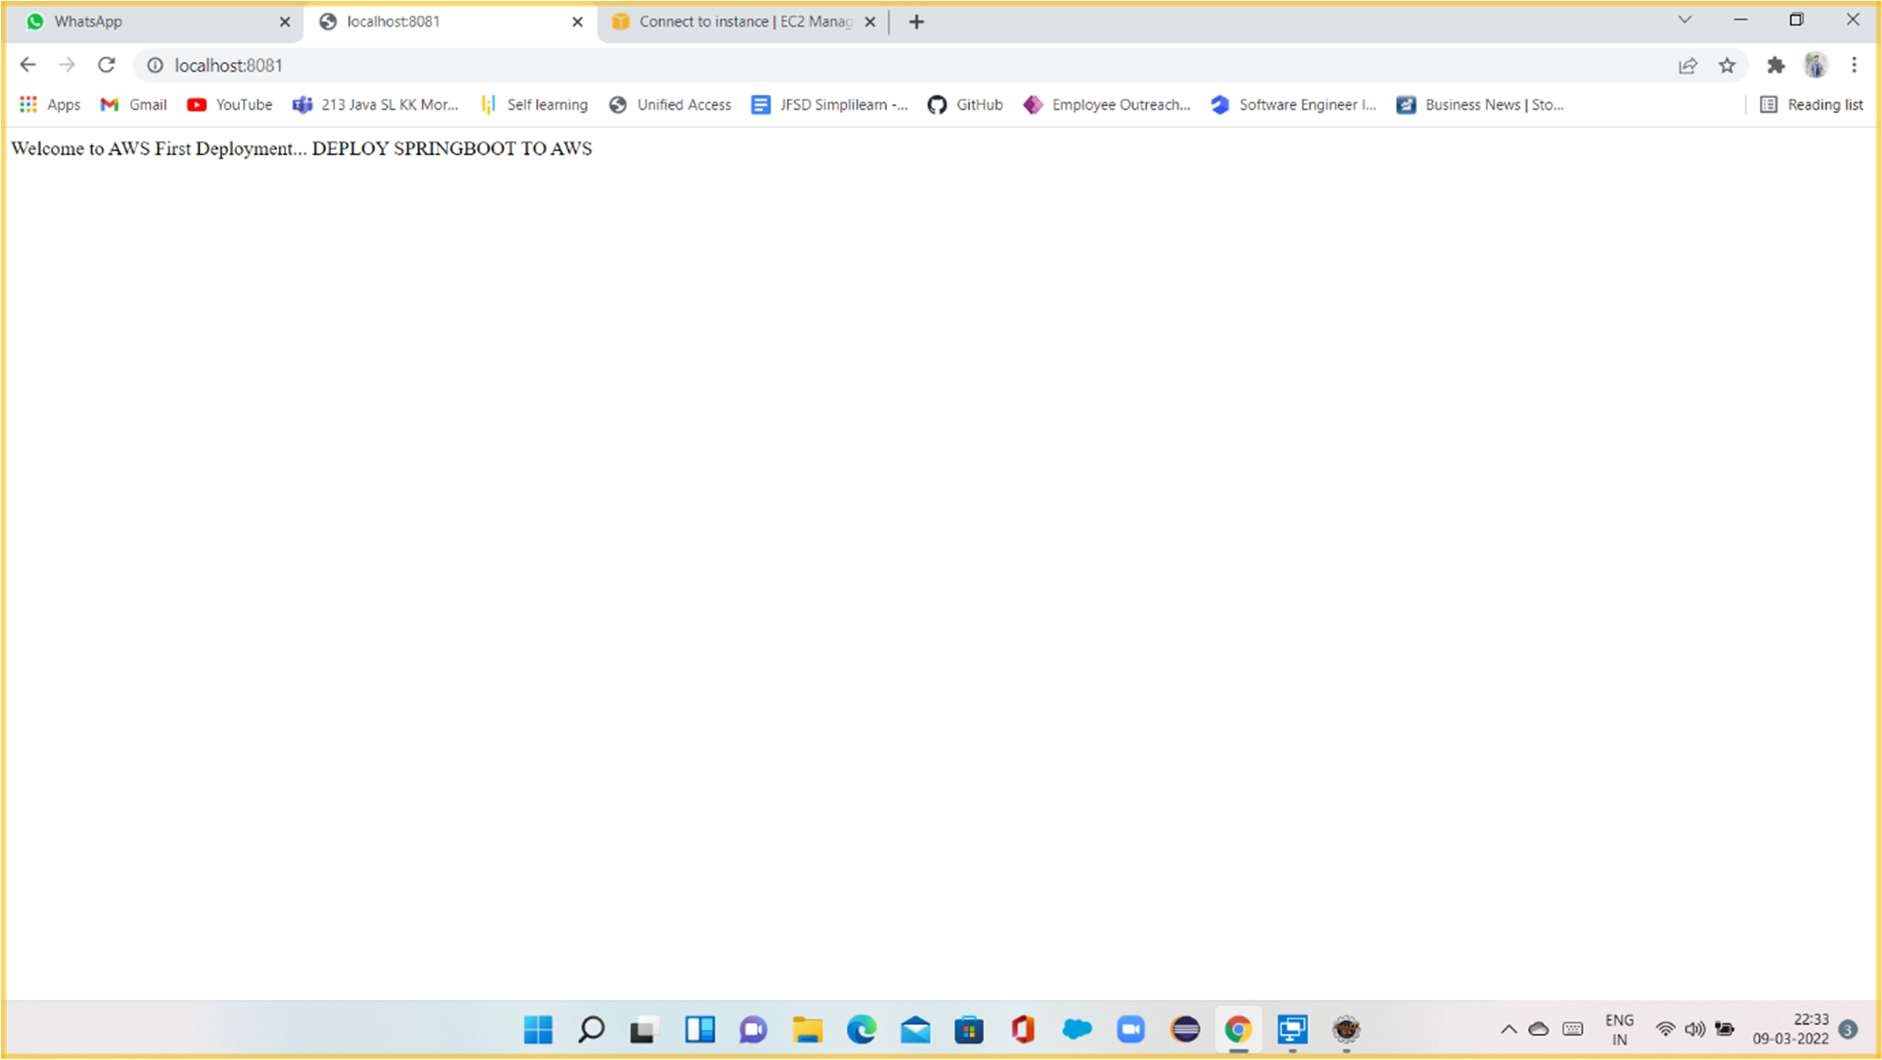 WhatsApp
localhost:8081
Connect to instance | EC2 Manag
localhost:8081
Apps
Gmail
YouTube
213 Java SL KK Mor...
Self learning
Unified Access
JFSD Simplilearn -...
GitHub
Employee Outreach...
Software Engineer I...
Business News | Sto...
Reading list
Welcome to AWS First Deployment... DEPLOY SPRINGBOOT TO AWS
ENG
IN
22:33
09-03-2022
3